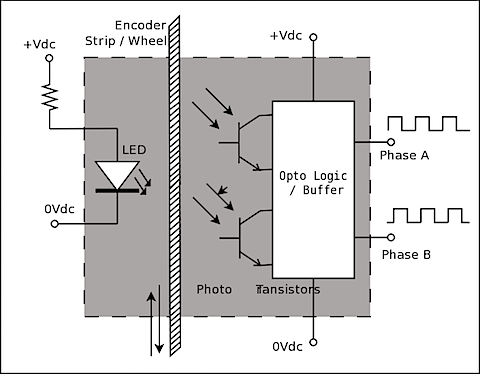 Encoder
Strip / Wheel
+Vdc
+Vdc
LED
Phase A
Opto Logic
/ Buffer
0Vdc
Phase B
Photo Tansistors
0Vdc